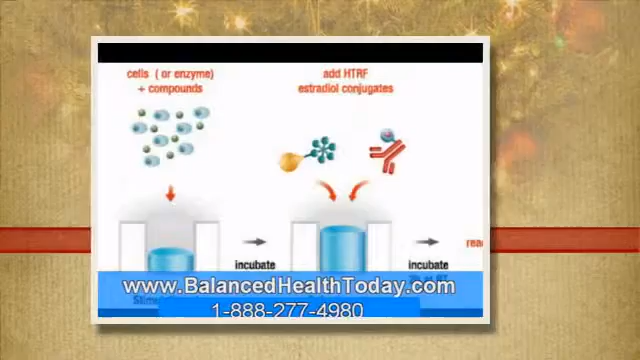 cells ( or enzyme)
+ compounds
add HTRF
estradiol conjugates
incubate
incubate
www.BalancedHealthToday.com
1-888-277-4980